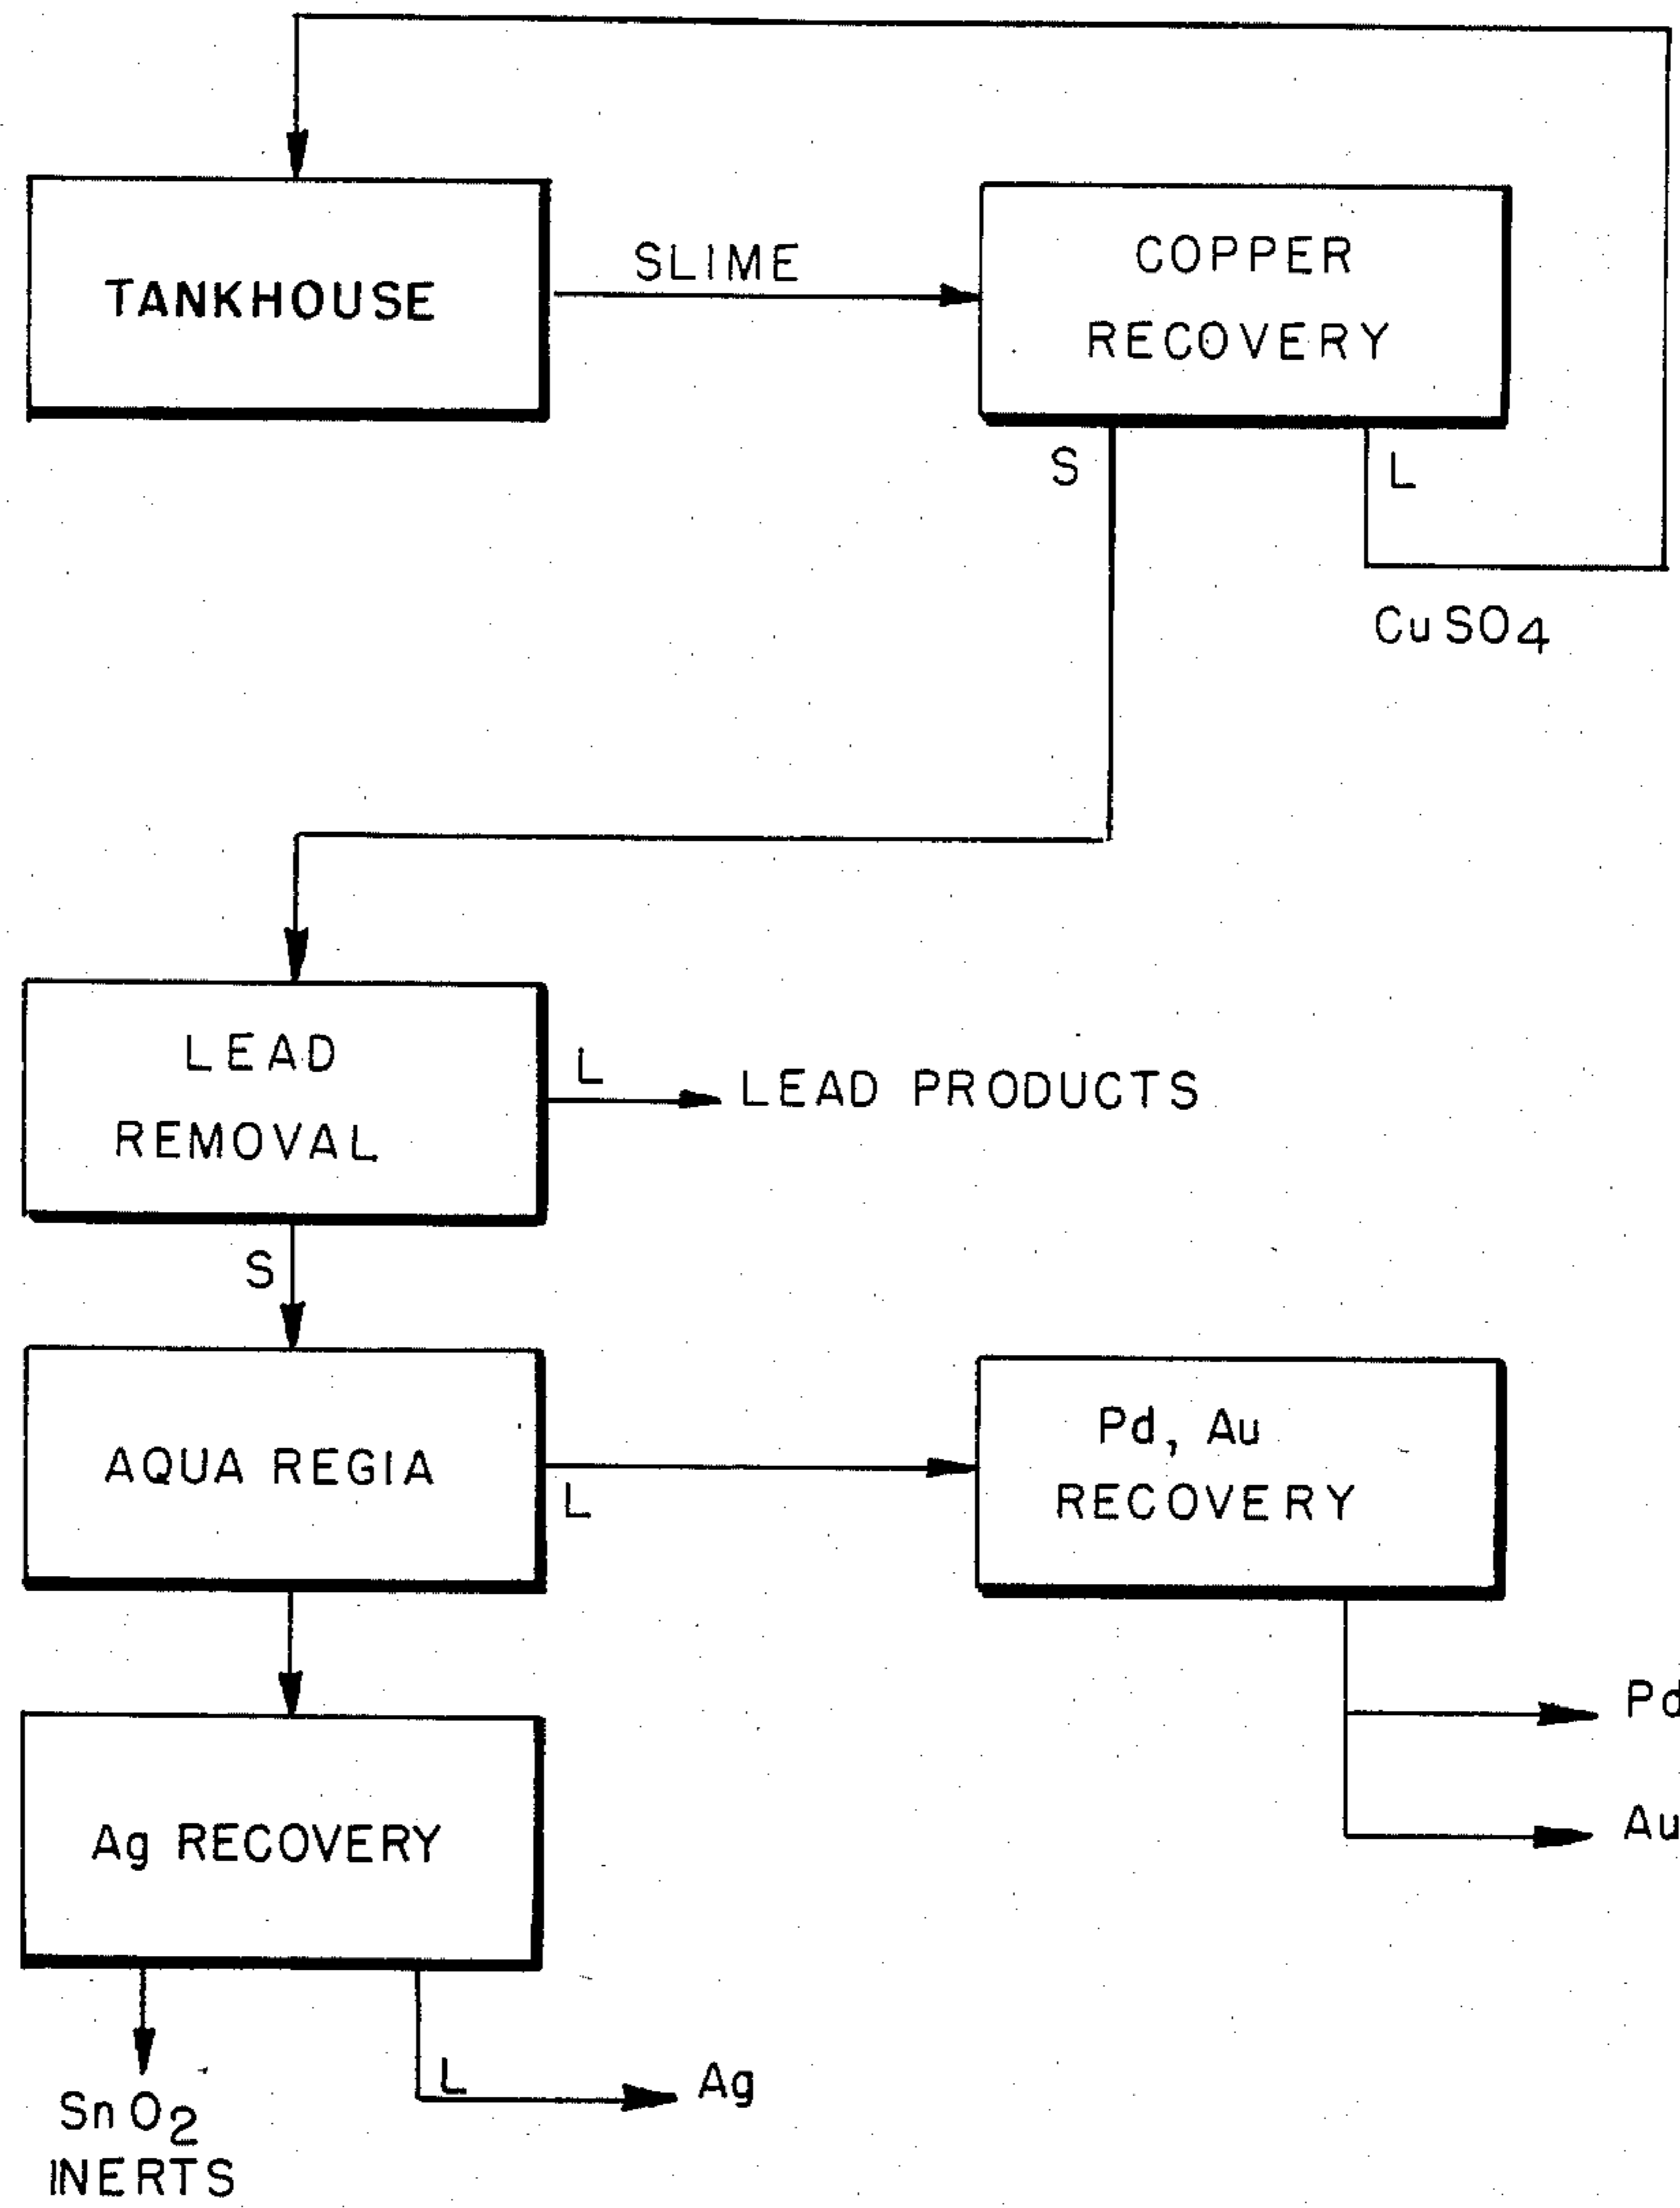 TANKHOUSE
SLIME
COPPER
RECOVERY
S
L
CuSO4
LEAD
REMOVAL
L
LEAD PRODUCTS
S
AQUA REGIA
L
Pd, Au
RECOVERY
Pd
Au
Ag RECOVERY
L
Ag
SnO2
INERTS